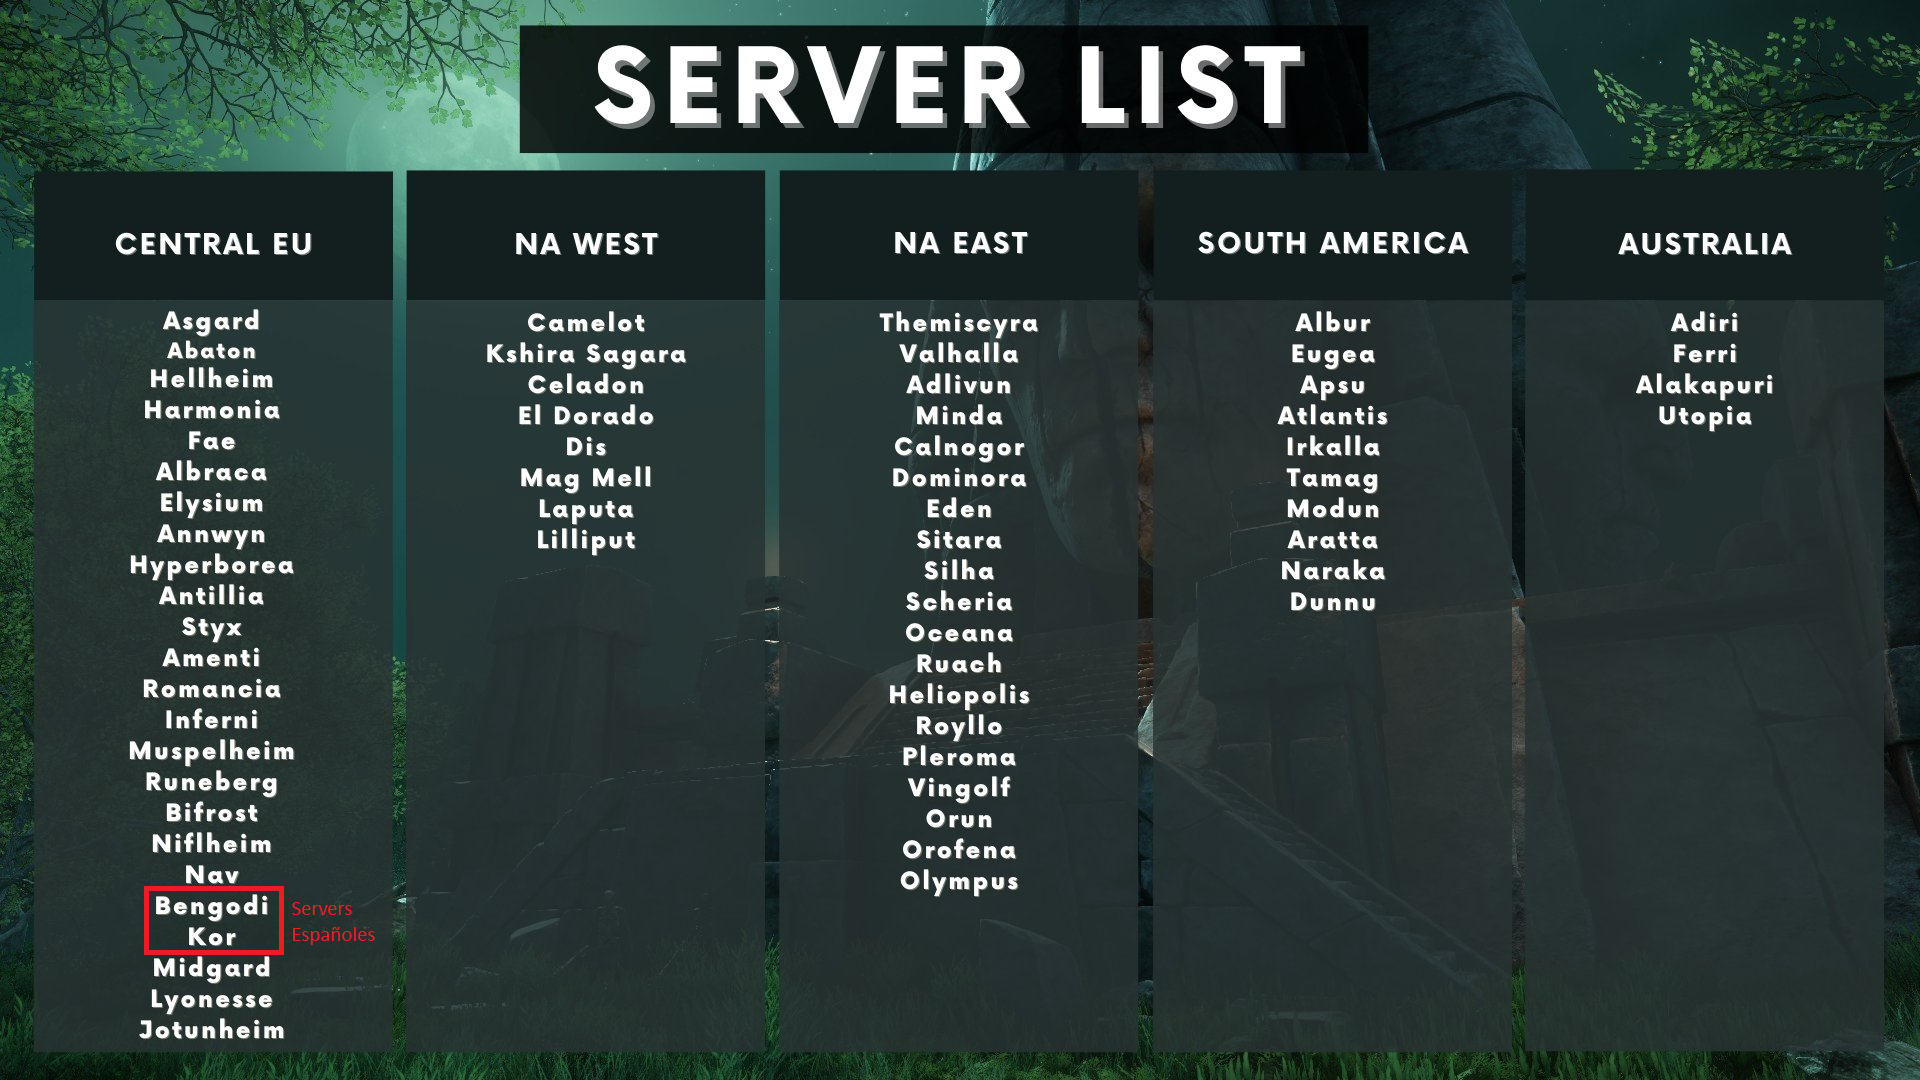 SERVER LIST
CENTRAL EU
Asgard
Abaton
Hellheim
Harmonia
Fae
Albraca
Elysium
Annwyn
Hyperborea
Antillia
Styx
Amenti
Romancia
Inferni
Muspelheim
Runeberg
Bifrost
Niflheim
Nav
Bengodi
Kor
Servers
Españoles
Midgard
Lyonesse
Jotunheim
NA WEST
Camelot
Kshira Sagara
Celadon
El Dorado
Dis
Mag Mell
Laputa
Lilliput
NA EAST
Themiscyra
Valhalla
Adlivun
Minda
Calnogor
Dominora
Eden
Sitara
Silha
Scheria
Oceana
Ruach
Heliopolis
Royllo
Pleroma
Vingolf
Orun
Orofena
Olympus
SOUTH AMERICA
Albur
Eugea
Apsu
Atlantis
Irkalla
Tamag
Modun
Aratta
Naraka
Dunnu
AUSTRALIA
Adiri
Ferri
Alakapuri
Utopia